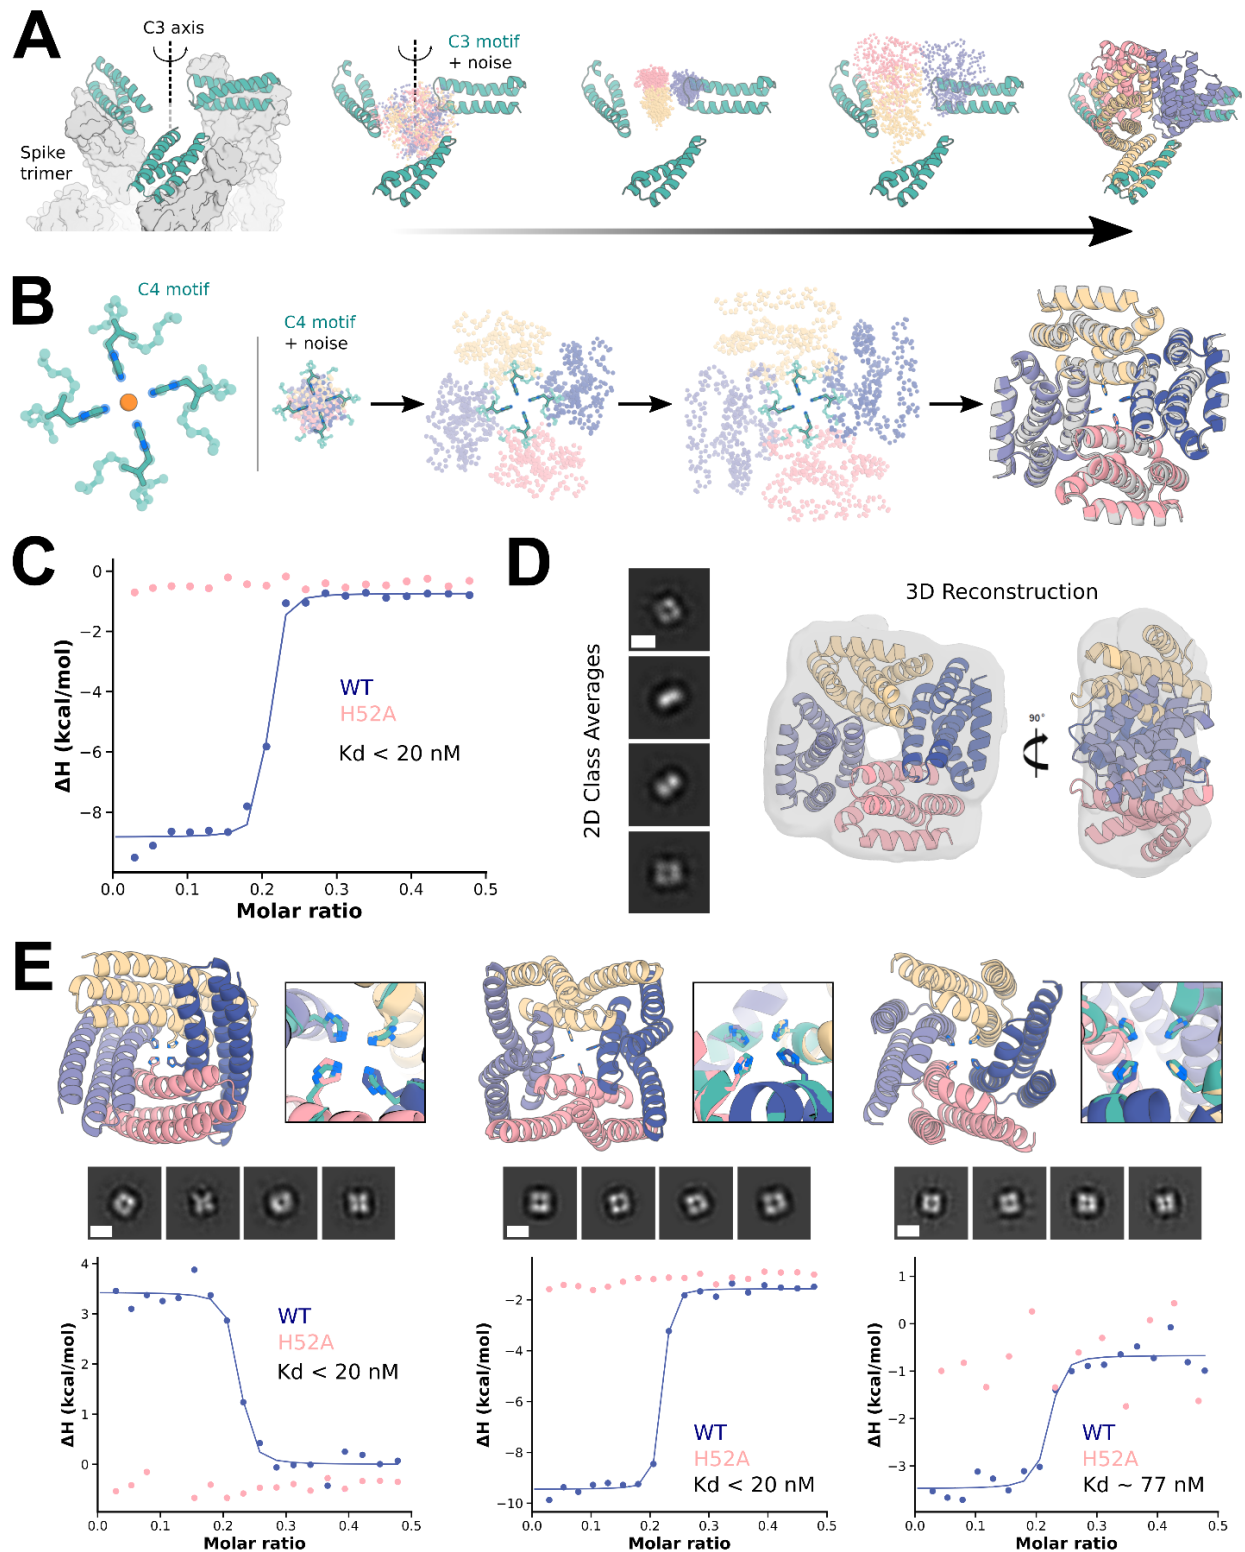 A
C3 axis
Spike
trimer
C3 motif
+ noise
B
C4 motif
C4 motif
+ noise
C
0
−2
−4
−6
−8
ΔH (kcal/mol)
WT
H52A
Kd < 20 nM
0.0 0.1 0.2 0.3 0.4 0.5
Molar ratio
D
2D Class Averages
3D Reconstruction
90°
E
4
3
2
1
0
ΔH (kcal/mol)
WT
H52A
Kd < 20 nM
0.0 0.1 0.2 0.3 0.4 0.5
Molar ratio
−2
−4
−6
−8
−10
ΔH (kcal/mol)
WT
H52A
Kd < 20 nM
0.0 0.1 0.2 0.3 0.4 0.5
Molar ratio
1
0
−1
−2
−3
ΔH (kcal/mol)
WT
H52A
Kd ~ 77 nM
0.0 0.1 0.2 0.3 0.4 0.5
Molar ratio